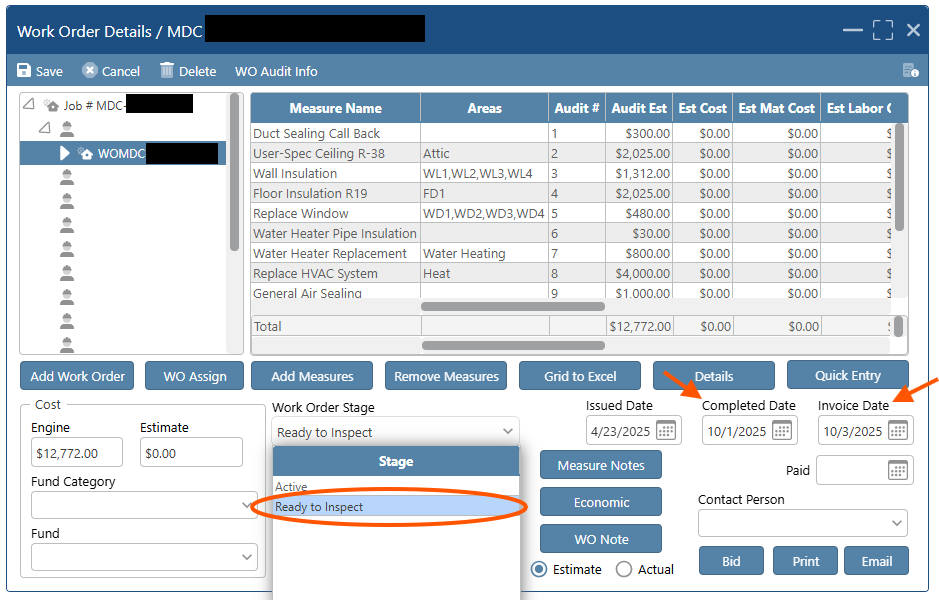 Work Order Details / MDC
Save Cancel Delete WO Audit Info
Job # MDC-
WOMDC
Measure Name Areas Audit # Audit Est Est Cost Est Mat Cost Est Labor C
Duct Sealing Call Back 1 $300.00 $0.00 $0.00 $
User-Spec Ceiling R-38 Attic 2 $2,025.00 $0.00 $0.00 $
Wall Insulation WL1,WL2,WL3,WL4 3 $1,312.00 $0.00 $0.00 $
Floor Insulation R19 FD1 4 $2,025.00 $0.00 $0.00 $
Replace Window WD1,WD2,WD3,WD4 5 $480.00 $0.00 $0.00 $
Water Heater Pipe Insulation 6 $30.00 $0.00 $0.00 $
Water Heater Replacement Water Heating 7 $800.00 $0.00 $0.00 $
Replace HVAC System Heat 8 $4,000.00 $0.00 $0.00 $
General Air Sealing 9 $1,000.00 $0.00 $0.00 $
Total $12,772.00 $0.00 $0.00 $
Add Work Order WO Assign Add Measures Remove Measures Grid to Excel Details Quick Entry
Cost
Engine Estimate
$12,772.00 $0.00
Fund Category
Fund
Work Order Stage
Ready to Inspect
Stage
Active
Ready to Inspect
Issued Date Completed Date Invoice Date
4/23/2025 10/1/2025 10/3/2025
Measure Notes
Economic
WO Note
Estimate Actual
Paid
Contact Person
Bid Print Email